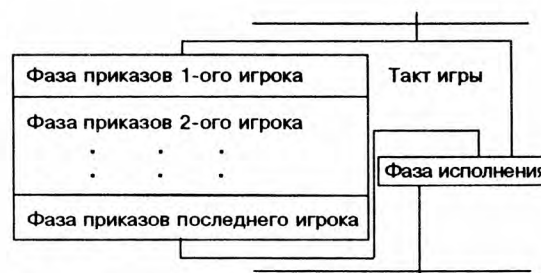 Фаза приказов 1-ого игрока
Такт игры
Фаза приказов 2-ого игрока
. . .
. . .
Фаза исполнения
Фаза приказов последнего игрока